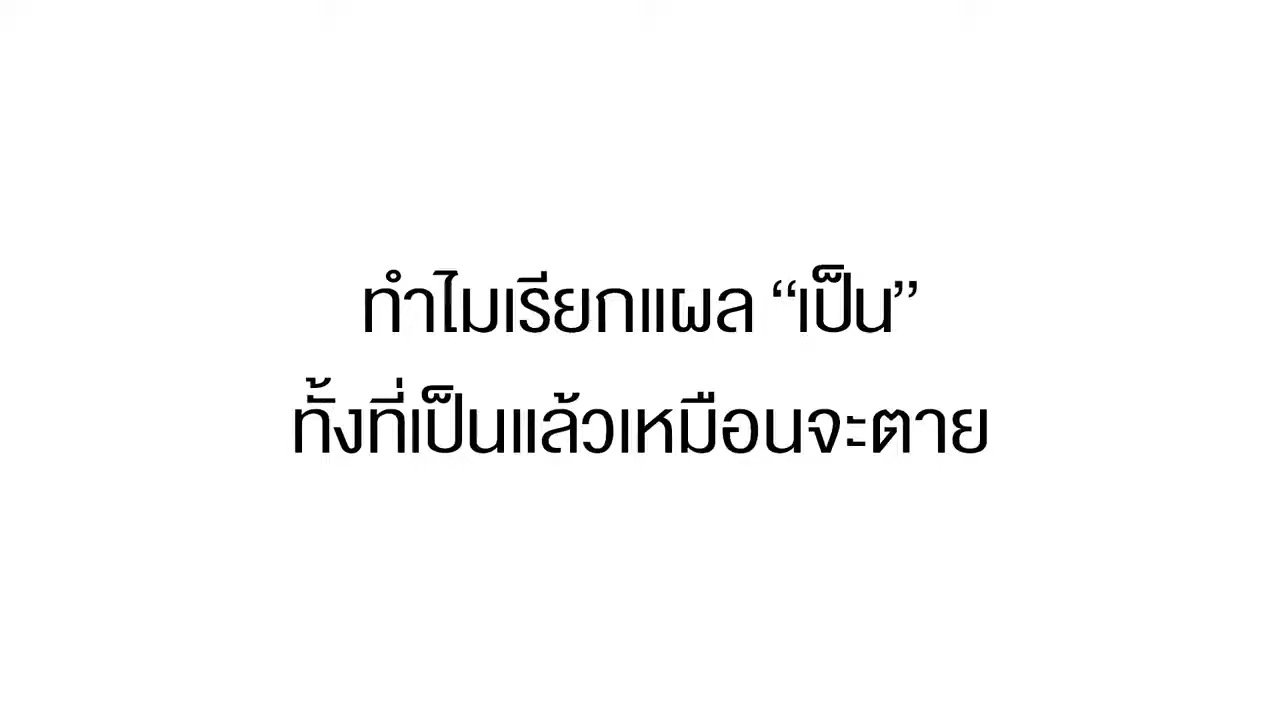 ทำไมเรียกแผล “เป็น”
ทั้งที่เป็นแล้วเหมือนจะตาย